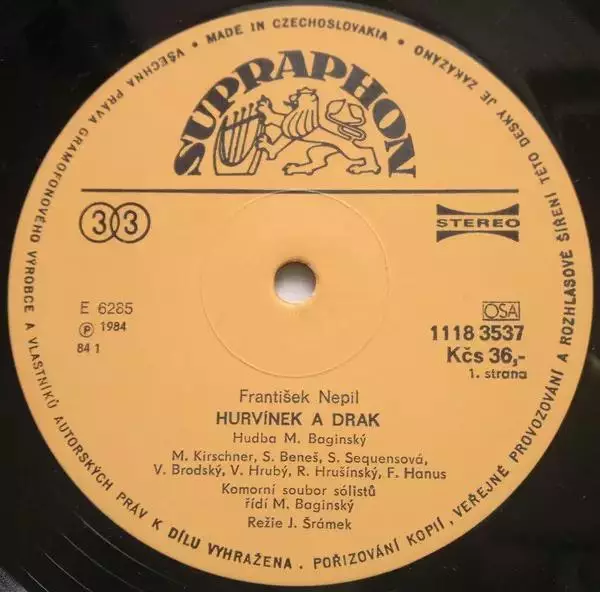 VŠECHNA PRÁVA GRAMOFONOVÉHO VÝROBCE A VLASTNÍKŮ AUTORSKÝCH PRÁV K DÍLU VYHRAŽENA. POŘIZOVÁNÍ KOPIÍ, VEŘEJNÉ PROVOZOVÁNÍ A ROZHLASOVÉ ŠÍŘENÍ TÉTO DESKY JE ZAKÁZÁNO • MADE IN CZECHOSLOVAKIA •
SUPRAPHON
33
STEREO
E 6285
Ⓟ 1984
84 1
OSA
1118 3537
Kčs 36,-
1. strana
František Nepil
HURVÍNEK A DRAK
Hudba M. Baginský
M. Kirschner, S. Beneš, S. Sequensová,
V. Brodský, V. Hrubý, R. Hrušínský, F. Hanus
Komorní soubor sólistů
řídí M. Baginský
Režie J. Šrámek